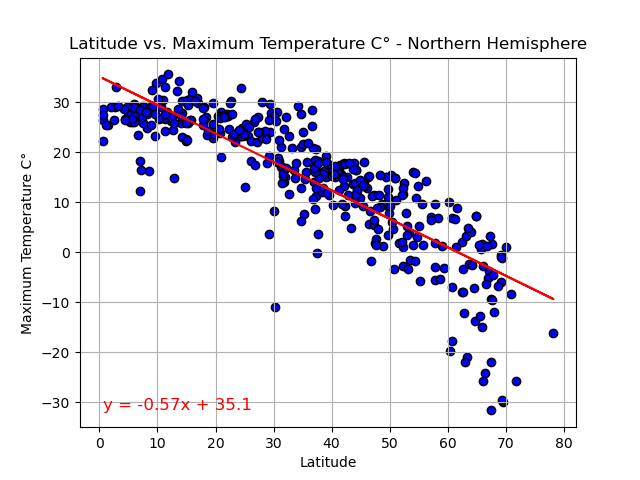 Latitude vs. Maximum Temperature C° - Northern Hemisphere
Maximum Temperature C°
30
20
10
0
−10
−20
−30
y = -0.57x + 35.1
0 10 20 30 40 50 60 70 80
Latitude